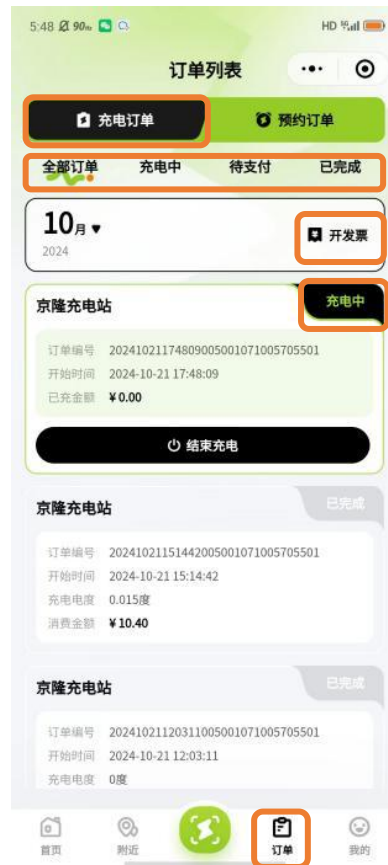 5:48 90m HD 5G
订单列表
充电订单 预约订单
全部订单 充电中 待支付 已完成
10月▼
2024
开发票
京隆充电站 充电中
订单编号 20241021174809005001071005705501
开始时间 2024-10-21 17:48:09
已充金额 ¥0.00
结束充电
京隆充电站 已完成
订单编号 20241021151442005001071005705501
开始时间 2024-10-21 15:14:42
充电电度 0.015度
消费金额 ¥10.40
京隆充电站 已完成
订单编号 20241021120311005001071005705501
开始时间 2024-10-21 12:03:11
充电电度 0度
首页 附近 订单 我的